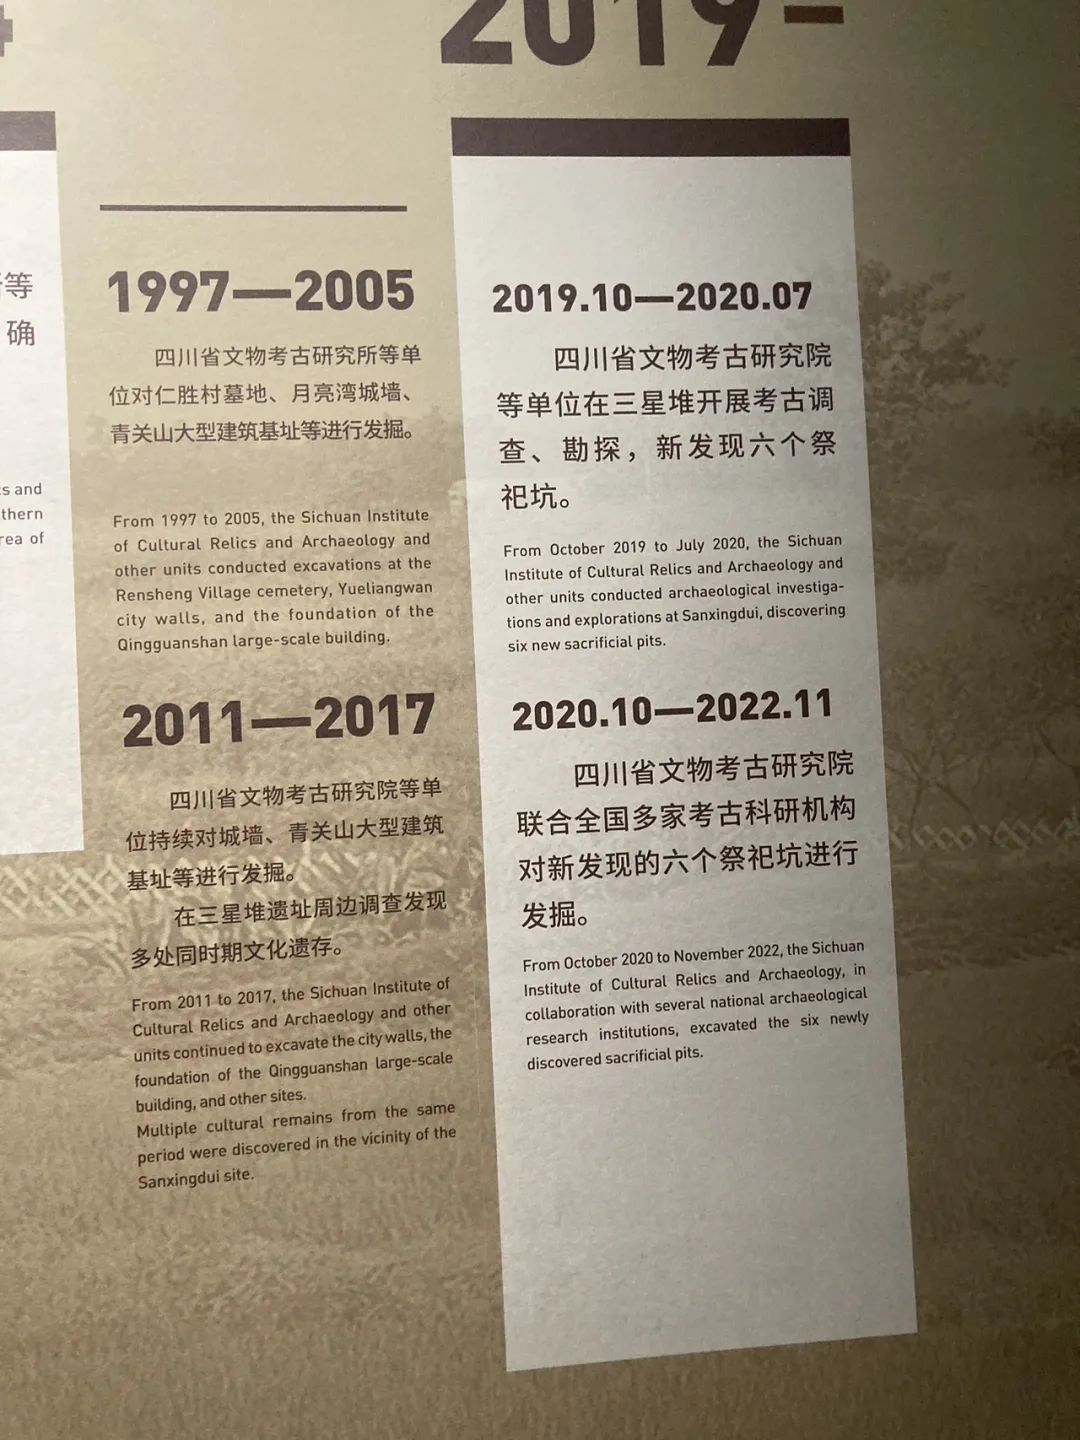 等
确
s and
thern
rea of
1997—2005
四川省文物考古研究所等单
位对仁胜村墓地、月亮湾城墙、
青关山大型建筑基址等进行发掘。
From 1997 to 2005, the Sichuan Institute
of Cultural Relics and Archaeology and
other units conducted excavations at the
Rensheng Village cemetery, Yueliangwan
city walls, and the foundation of the
Qingguanshan large-scale building.
2011—2017
四川省文物考古研究院等单
位持续对城墙、青关山大型建筑
基址等进行发掘。
在三星堆遗址周边调查发现
多处同时期文化遗存。
From 2011 to 2017, the Sichuan Institute of
Cultural Relics and Archaeology and other
units continued to excavate the city walls, the
foundation of the Qingguanshan large-scale
building, and other sites.
Multiple cultural remains from the same
period were discovered in the vicinity of the
Sanxingdui site.
2019-
2019.10—2020.07
四川省文物考古研究院
等单位在三星堆开展考古调
查、勘探，新发现六个祭
祀坑。
From October 2019 to July 2020, the Sichuan
Institute of Cultural Relics and Archaeology and
other units conducted archaeological investiga-
tions and explorations at Sanxingdui, discovering
six new sacrificial pits.
2020.10—2022.11
四川省文物考古研究院
联合全国多家考古科研机构
对新发现的六个祭祀坑进行
发掘。
From October 2020 to November 2022, the Sichuan
Institute of Cultural Relics and Archaeology, in
collaboration with several national archaeological
research institutions, excavated the six newly
discovered sacrificial pits.